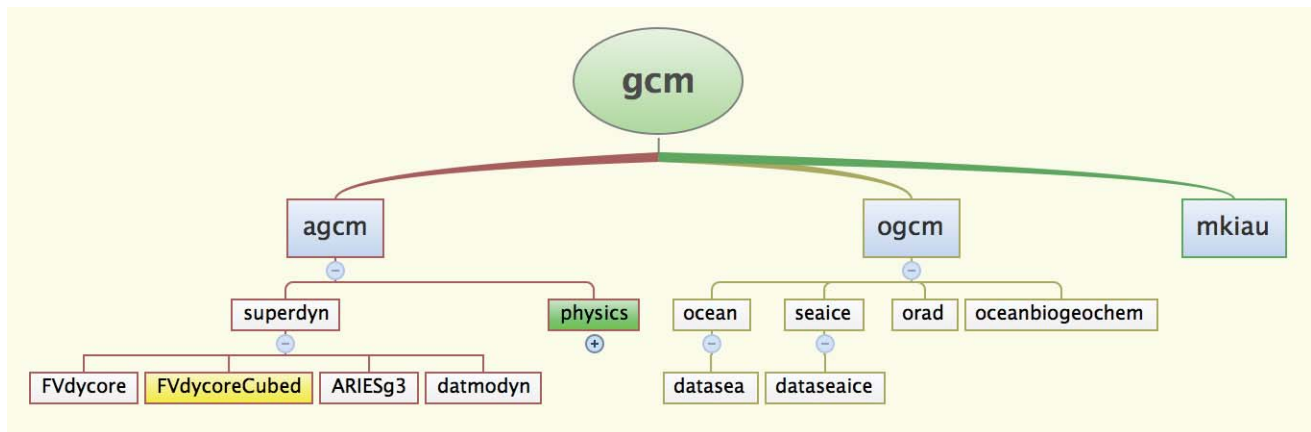 gcm
agcm
ogcm
mkiau
superdyn
physics
ocean
seaice
orad
oceanbiogeochem
FVdycore
FVdycoreCubed
ARIESg3
datmodyn
datasea
dataseaice